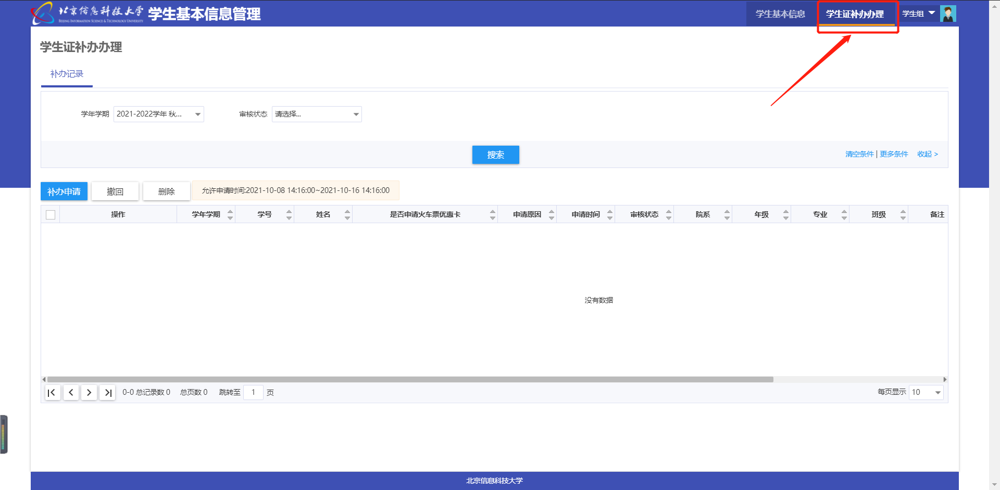 北京信息科技大学 学生基本信息管理 学生基本信息 学生证补办办理 学生组
BEIJING INFORMATION SCIENCE & TECHNOLOGY UNIVERSITY
学生证补办办理
补办记录
学年学期 2021-2022学年 秋... 审核状态 请选择...
搜索 清空条件 | 更多条件 收起 >
补办申请 撤回 删除 允许申请时间:2021-10-08 14:16:00~2021-10-16 14:16:00
操作 学年学期 学号 姓名 是否申请火车票优惠卡 申请原因 申请时间 审核状态 院系 年级 专业 班级 备注
没有数据
0-0 总记录数 0 总页数 0 跳转至 1 页 每页显示 10
北京信息科技大学